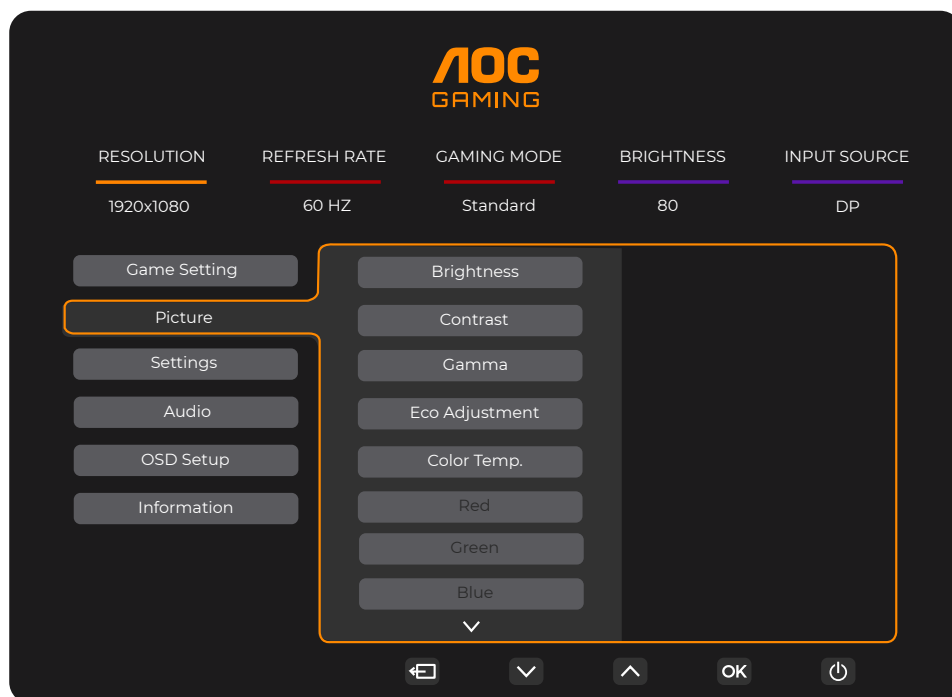 AOC
GAMING
RESOLUTION REFRESH RATE GAMING MODE BRIGHTNESS INPUT SOURCE
1920x1080 60 HZ Standard 80 DP
Game Setting
Picture
Settings
Audio
OSD Setup
Information
Brightness
Contrast
Gamma
Eco Adjustment
Color Temp.
Red
Green
Blue
OK